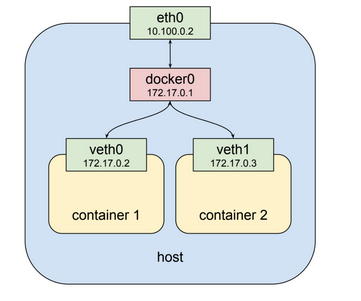 eth0
10.100.0.2
docker0
172.17.0.1
veth0
172.17.0.2
veth1
172.17.0.3
container 1
container 2
host